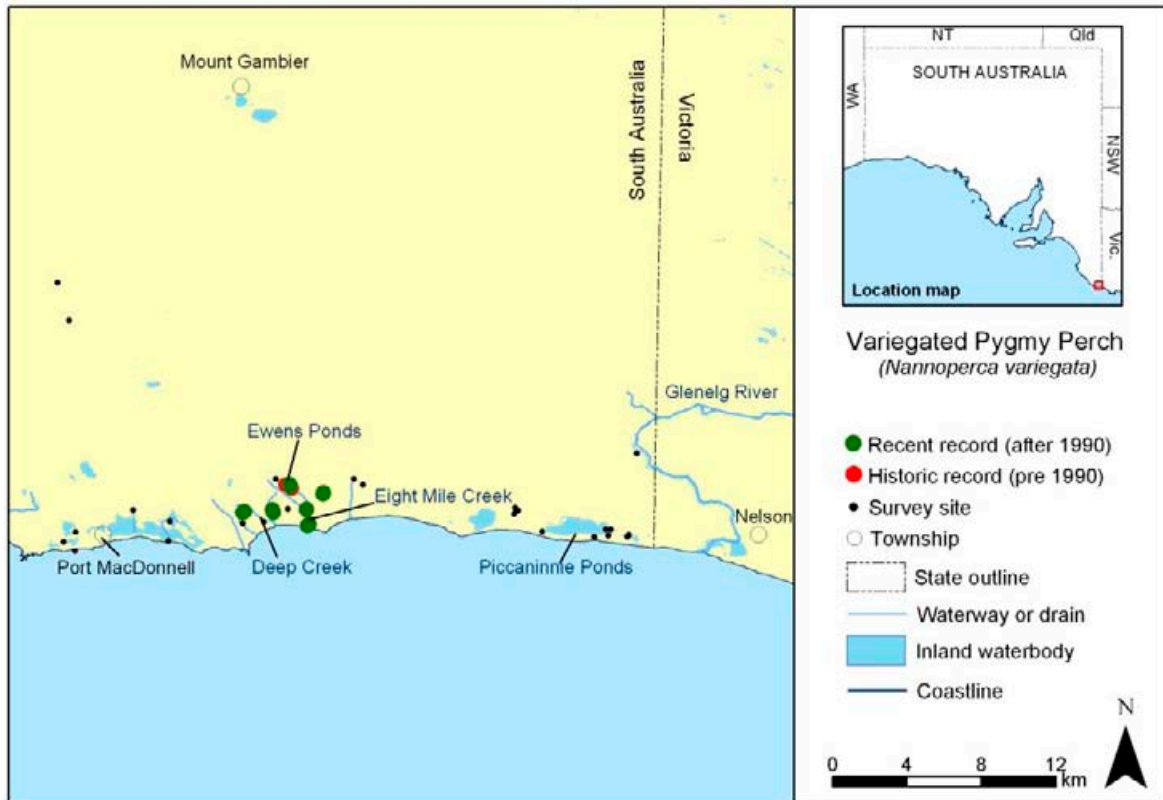 Mount Gambier
South Australia
Victoria
Glenelg River
Ewens Ponds
Eight Mile Creek
Nelson
Port MacDonnell
Deep Creek
Piccaninnie Ponds
NT
Qld
SOUTH AUSTRALIA
WA
NSW
Vic.
Location map
Variegated Pygmy Perch
(Nannoperca variegata)
Recent record (after 1990)
Historic record (pre 1990)
Survey site
Township
State outline
Waterway or drain
Inland waterbody
Coastline
N
0 4 8 12
km